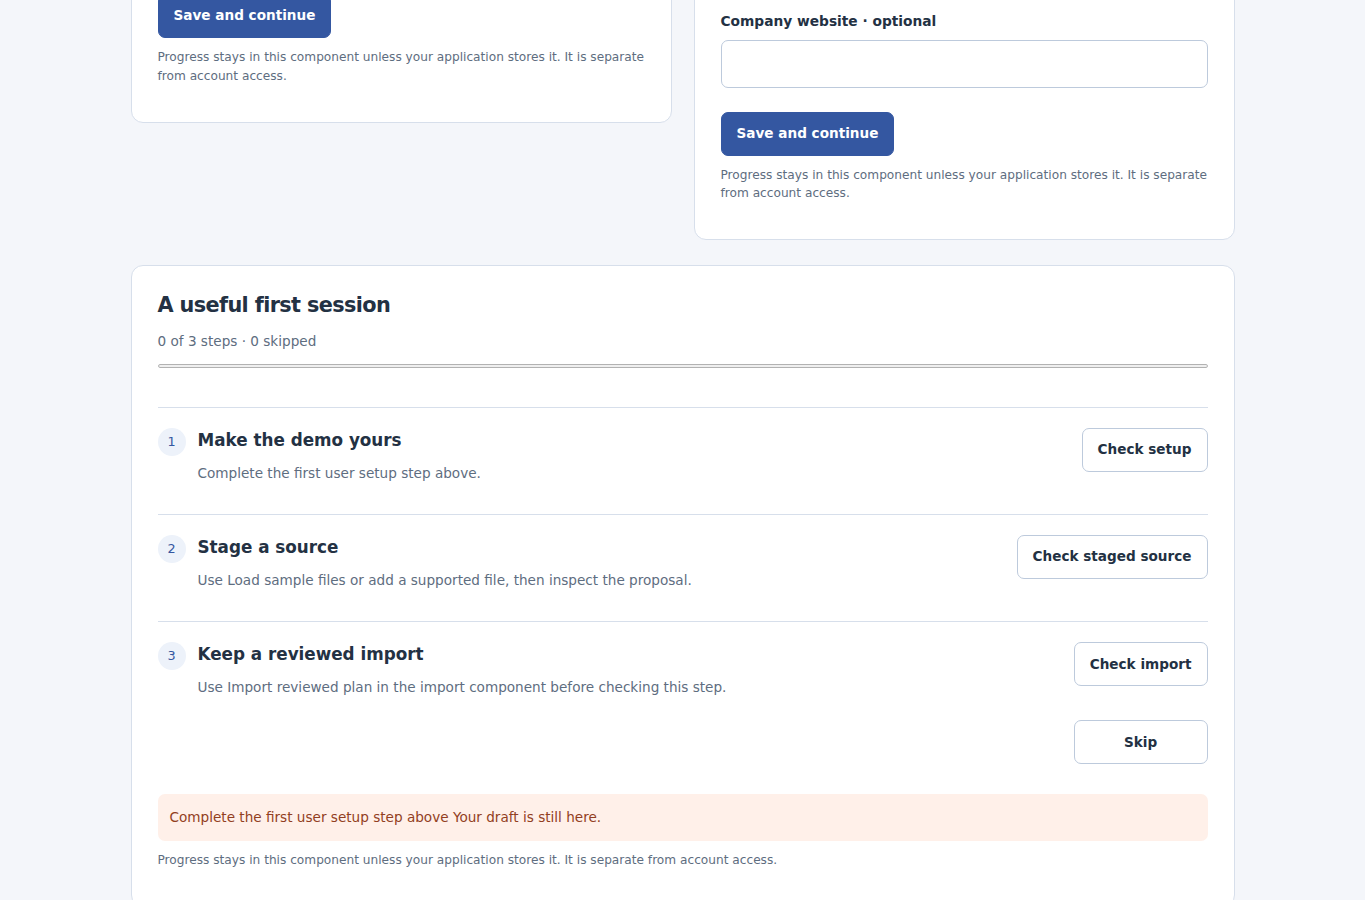 Save and continue
Progress stays in this component unless your application stores it. It is separate
from account access.
Company website · optional
Save and continue
Progress stays in this component unless your application stores it. It is separate
from account access.
A useful first session
0 of 3 steps · 0 skipped
1
Make the demo yours
Complete the first user setup step above.
Check setup
2
Stage a source
Use Load sample files or add a supported file, then inspect the proposal.
Check staged source
3
Keep a reviewed import
Use Import reviewed plan in the import component before checking this step.
Check import
Skip
Complete the first user setup step above Your draft is still here.
Progress stays in this component unless your application stores it. It is separate from account access.